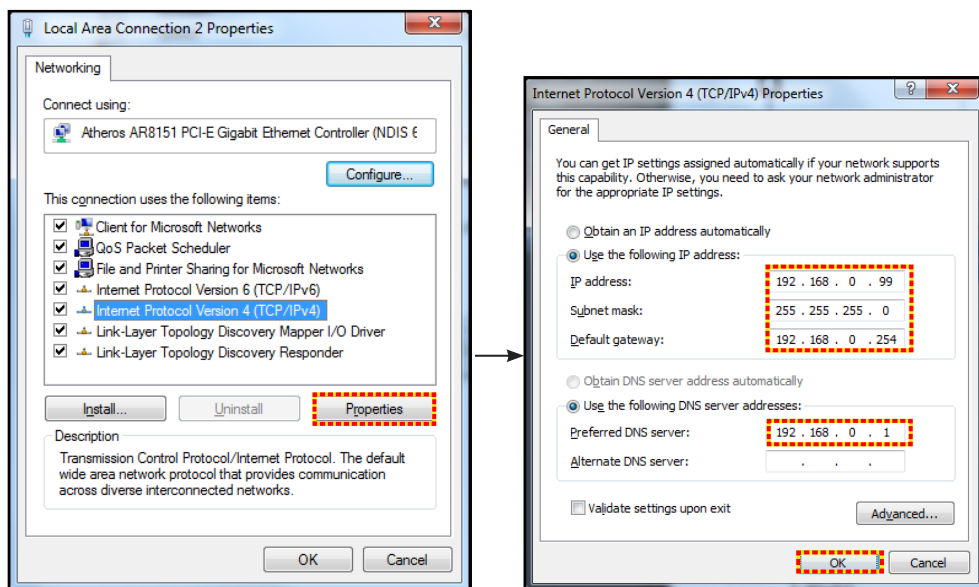 Local Area Connection 2 Properties
Networking
Connect using:
Atheros AR8151 PCI-E Gigabit Ethernet Controller (NDIS 6
Configure...
This connection uses the following items:
Client for Microsoft Networks
QoS Packet Scheduler
File and Printer Sharing for Microsoft Networks
Internet Protocol Version 6 (TCP/IPv6)
Internet Protocol Version 4 (TCP/IPv4)
Link-Layer Topology Discovery Mapper I/O Driver
Link-Layer Topology Discovery Responder
Install...
Uninstall
Properties
Description
Transmission Control Protocol/Internet Protocol. The default
wide area network protocol that provides communication
across diverse interconnected networks.
OK
Cancel
Internet Protocol Version 4 (TCP/IPv4) Properties
General
You can get IP settings assigned automatically if your network supports
this capability. Otherwise, you need to ask your network administrator
for the appropriate IP settings.
Obtain an IP address automatically
Use the following IP address:
IP address: 192 . 168 . 0 . 99
Subnet mask: 255 . 255 . 255 . 0
Default gateway: 192 . 168 . 0 . 254
Obtain DNS server address automatically
Use the following DNS server addresses:
Preferred DNS server: 192 . 168 . 0 . 1
Alternate DNS server: . . .
Validate settings upon exit
Advanced...
OK
Cancel